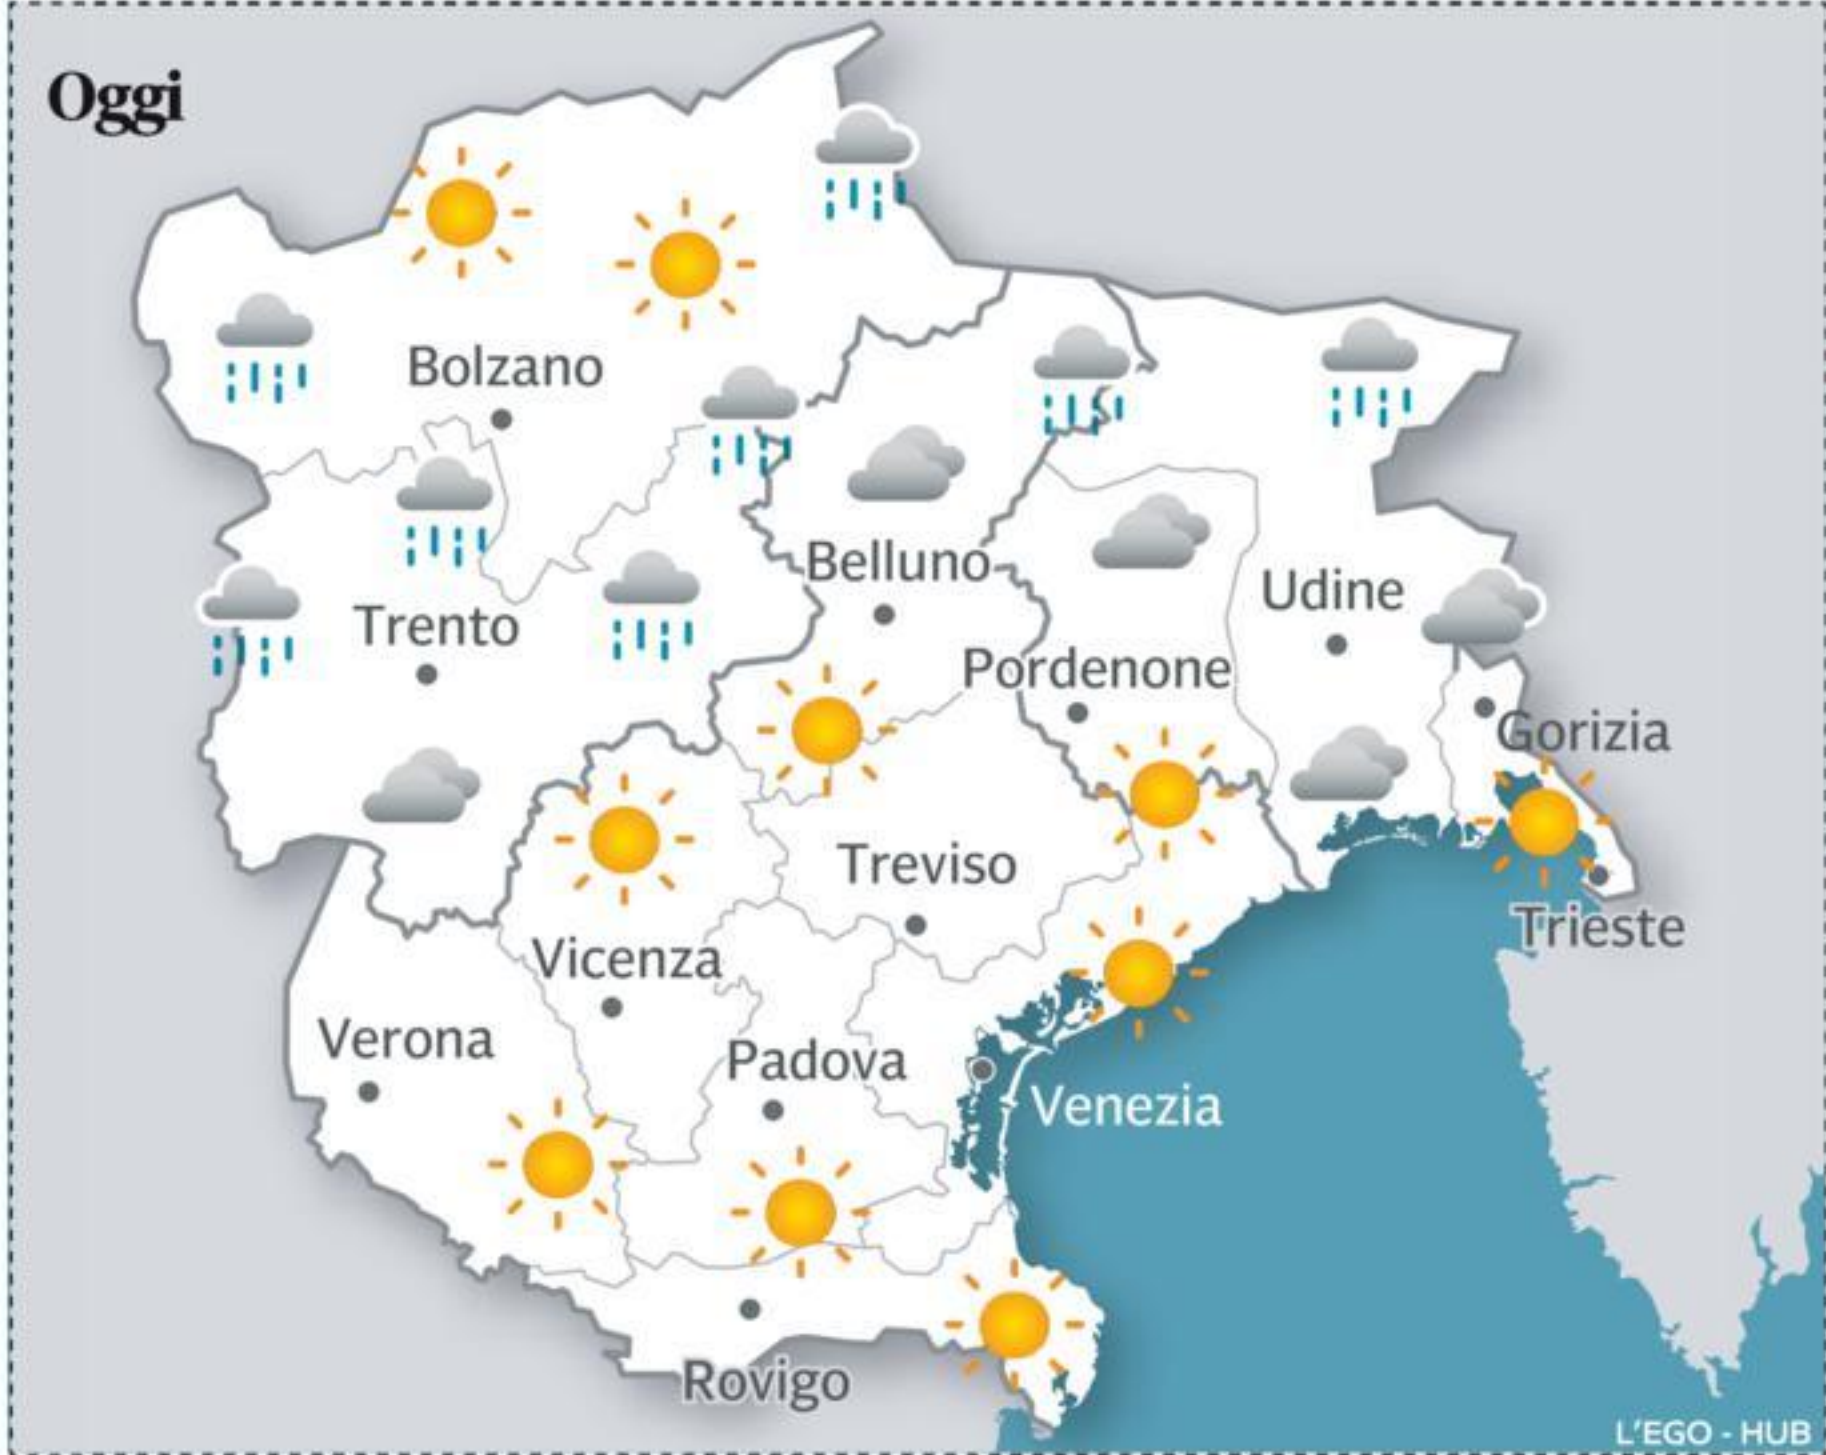 Oggi
Bolzano
Belluno
Udine
Trento
Pordenone
Gorizia
Treviso
Trieste
Vicenza
Verona
Padova
Venezia
Rovigo
L'EGO - HUB